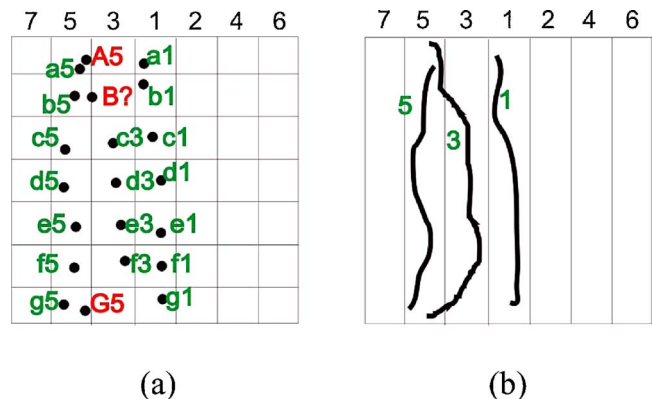 7 5 3 1 2 4 6
a5 A5 a1
b5 B? b1
c5 c3 c1
d5 d3 d1
e5 e3 e1
f5 f3 f1
g5 G5 g1
(a)
7 5 3 1 2 4 6
5 3 1
(b)